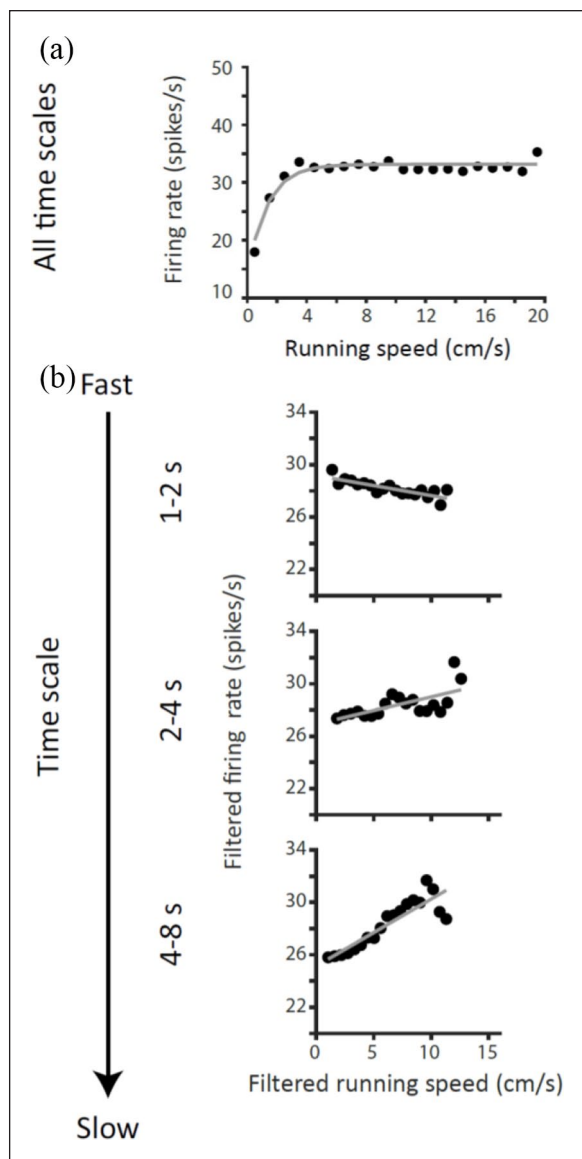 (a)
All time scales
Firing rate (spikes/s)
50
40
30
20
10
0 4 8 12 16 20
Running speed (cm/s)
(b)
Fast
Time scale
Slow
Filtered firing rate (spikes/s)
1-2 s
34
30
26
22
2-4 s
34
30
26
22
4-8 s
34
30
26
22
0 5 10 15
Filtered running speed (cm/s)